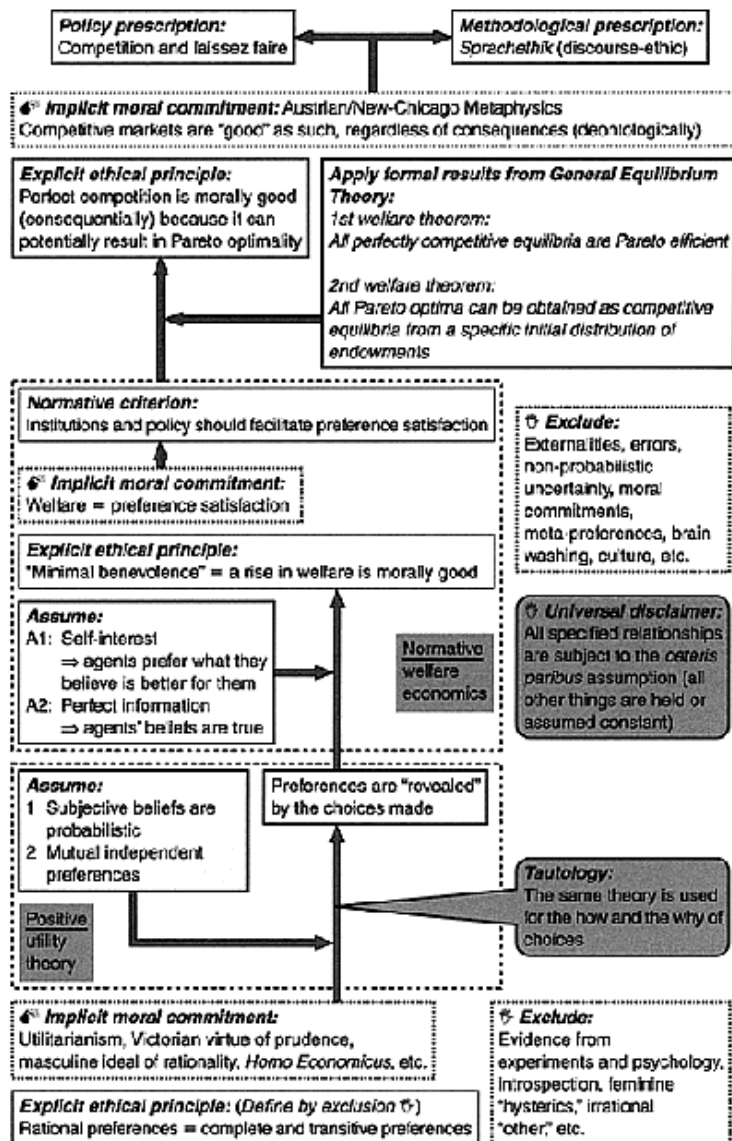 Policy prescription:
Competition and laissez faire
Methodological prescription:
Sprachethik (discourse-ethic)
Implicit moral commitment: Austrian/New-Chicago Metaphysics
Competitive markets are "good" as such, regardless of consequences (deontologically)
Explicit ethical principle:
Perfect competition is morally good
(consequentially) because it can
potentially result in Pareto optimality
Apply formal results from General Equilibrium
Theory:
1st welfare theorem:
All perfectly competitive equilibria are Pareto efficient
2nd welfare theorem:
All Pareto optima can be obtained as competitive
equilibria from a specific initial distribution of
endowments
Normative criterion:
Institutions and policy should facilitate preference satisfaction
Implicit moral commitment:
Welfare = preference satisfaction
Explicit ethical principle:
"Minimal benevolence" = a rise in welfare is morally good
Assume:
A1: Self-interest
⇒ agents prefer what they
believe is better for them
A2: Perfect information
⇒ agents' beliefs are true
Normative
welfare
economics
Exclude:
Externalities, errors,
non-probabilistic
uncertainty, moral
commitments,
meta-preferences, brain
washing, culture, etc.
Universal disclaimer:
All specified relationships
are subject to the ceteris
paribus assumption (all
other things are held or
assumed constant)
Assume:
1 Subjective beliefs are
probabilistic
2 Mutual independent
preferences
Preferences are "revealed"
by the choices made
Positive
utility
theory
Tautology:
The same theory is used
for the how and the why of
choices
Implicit moral commitment:
Utilitarianism, Victorian virtue of prudence,
masculine ideal of rationality, Homo Economicus, etc.
Explicit ethical principle: (Define by exclusion)
Rational preferences = complete and transitive preferences
Exclude:
Evidence from
experiments and psychology,
Introspection, feminine
"hysterics," irrational
"other," etc.